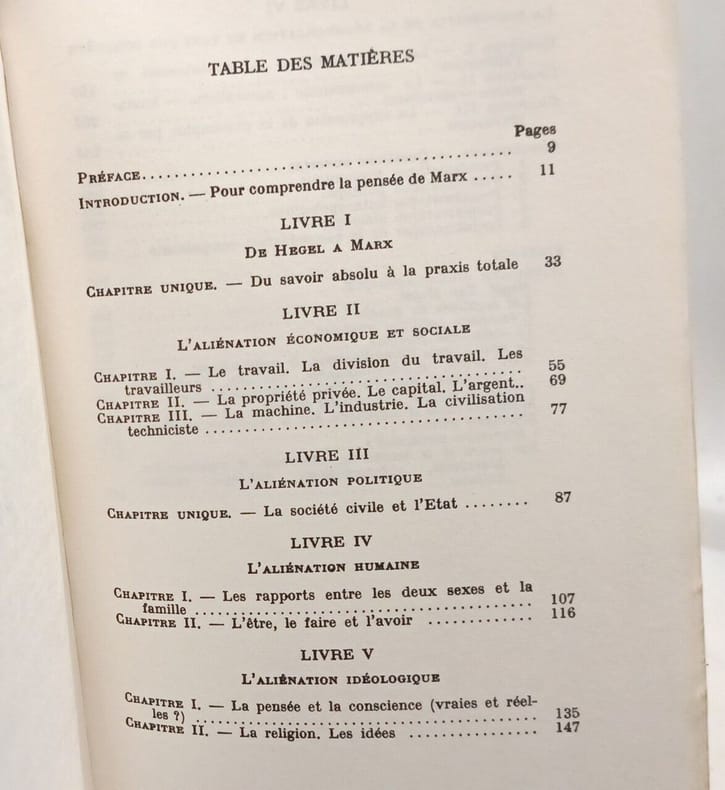 TABLE DES MATIÈRES
Pages
PRÉFACE. . . . . . . . . . . . . . . . . . . . . . . . . . . . . . . . . . . . . . . . 9
INTRODUCTION. — Pour comprendre la pensée de Marx . . . . . 11
LIVRE I
DE HEGEL A MARX
CHAPITRE UNIQUE. — Du savoir absolu à la praxis totale 33
LIVRE II
L'ALIÉNATION ÉCONOMIQUE ET SOCIALE
CHAPITRE I. — Le travail. La division du travail. Les
travailleurs . . . . . . . . . . . . . . . . . . . . . . . . . . . . . . . . . . 55
CHAPITRE II. — La propriété privée. Le capital. L'argent.. 69
CHAPITRE III. — La machine. L'industrie. La civilisation
techniciste . . . . . . . . . . . . . . . . . . . . . . . . . . . . . . . . . . 77
LIVRE III
L'ALIÉNATION POLITIQUE
CHAPITRE UNIQUE. — La société civile et l'Etat . . . . . . . . 87
LIVRE IV
L'ALIÉNATION HUMAINE
CHAPITRE I. — Les rapports entre les deux sexes et la
famille . . . . . . . . . . . . . . . . . . . . . . . . . . . . . . . . . . . . 107
CHAPITRE II. — L'être, le faire et l'avoir . . . . . . . . . . . . . 116
LIVRE V
L'ALIÉNATION IDÉOLOGIQUE
CHAPITRE I. — La pensée et la conscience (vraies et réel-
les ?) . . . . . . . . . . . . . . . . . . . . . . . . . . . . . . . . . . . . . 135
CHAPITRE II. — La religion. Les idées . . . . . . . . . . . . . . . 147